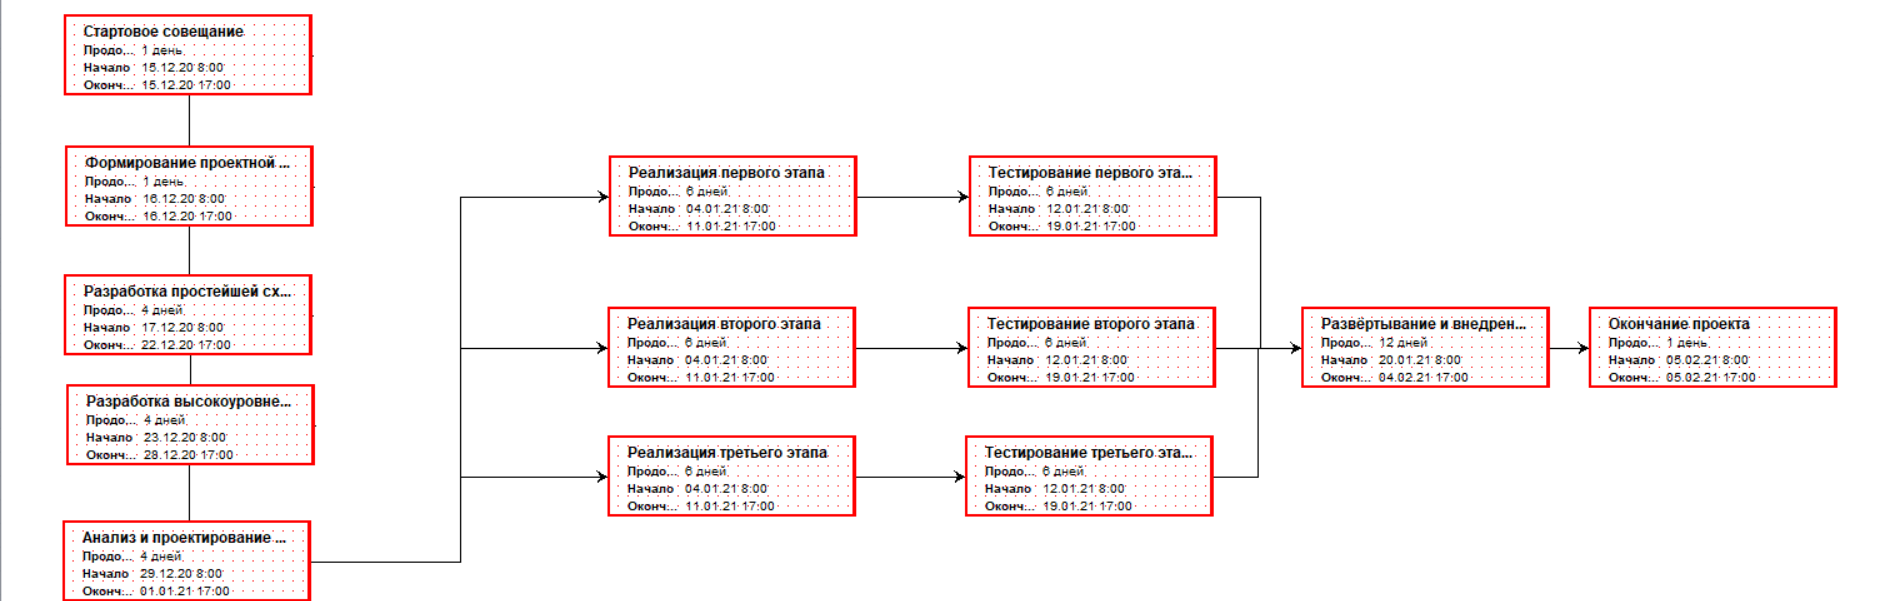 Стартовое совещание
Продо... 1 день
Начало 15.12.20 8:00
Оконч... 15.12.20 17:00
Формирование проектной ...
Продо... 1 день
Начало 16.12.20 8:00
Оконч... 16.12.20 17:00
Разработка простейшей сх...
Продо... 4 дней
Начало 17.12.20 8:00
Оконч... 22.12.20 17:00
Разработка высокоуровне...
Продо... 4 дней
Начало 23.12.20 8:00
Оконч... 28.12.20 17:00
Анализ и проектирование ...
Продо... 4 дней
Начало 29.12.20 8:00
Оконч... 01.01.21 17:00
Реализация первого этапа
Продо... 6 дней
Начало 04.01.21 8:00
Оконч... 11.01.21 17:00
Тестирование первого эта...
Продо... 6 дней
Начало 12.01.21 8:00
Оконч... 19.01.21 17:00
Реализация второго этапа
Продо... 6 дней
Начало 04.01.21 8:00
Оконч... 11.01.21 17:00
Тестирование второго этапа
Продо... 6 дней
Начало 12.01.21 8:00
Оконч... 19.01.21 17:00
Реализация третьего этапа
Продо... 6 дней
Начало 04.01.21 8:00
Оконч... 11.01.21 17:00
Тестирование третьего эта...
Продо... 6 дней
Начало 12.01.21 8:00
Оконч... 19.01.21 17:00
Развёртывание и внедрен...
Продо... 12 дней
Начало 20.01.21 8:00
Оконч... 04.02.21 17:00
Окончание проекта
Продо... 1 день
Начало 05.02.21 8:00
Оконч... 05.02.21 17:00